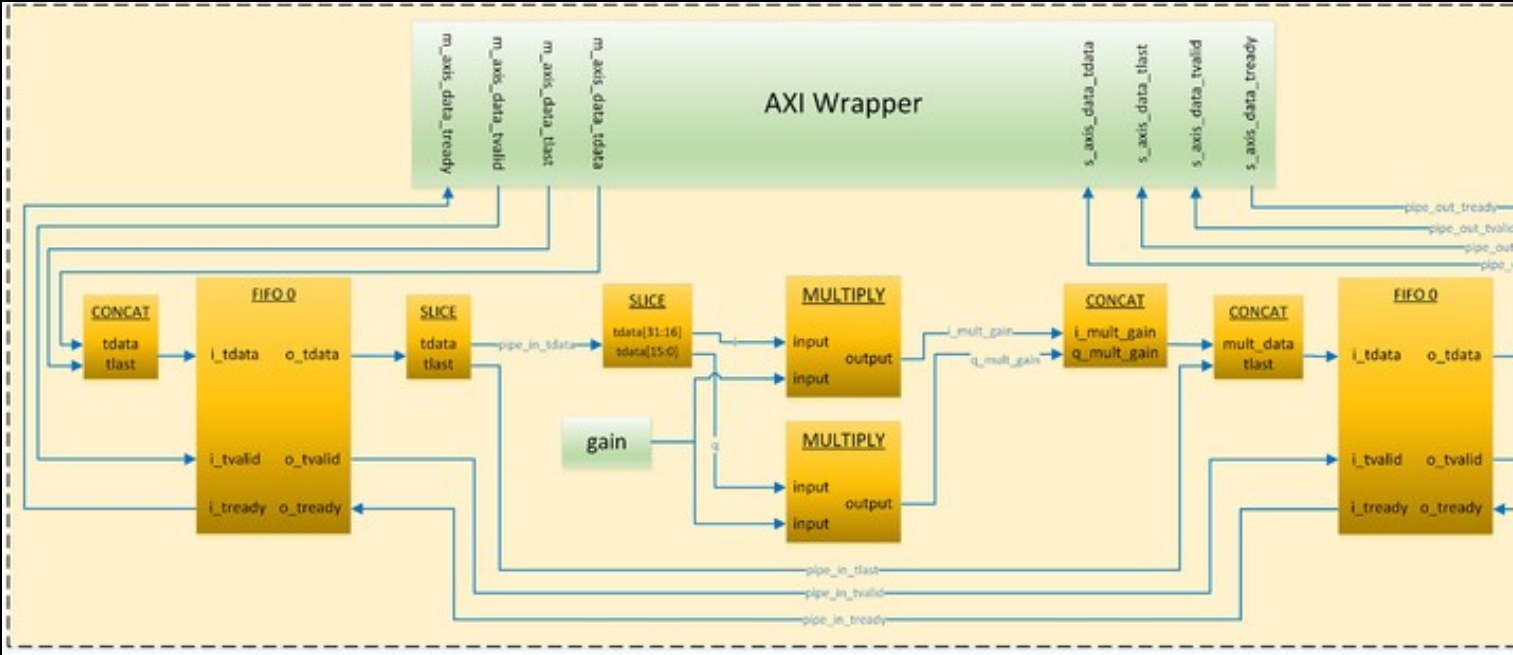 m_axis_data_tready
m_axis_data_tvalid
m_axis_data_tlast
m_axis_data_tdata
AXI Wrapper
s_axis_data_tdata
s_axis_data_tlast
s_axis_data_tvalid
s_axis_data_tready
pipe_out_tready
pipe_out_tvalid
pipe_out
pipe_
CONCAT
tdata
tlast
FIFO 0
i_tdata o_tdata
i_tvalid o_tvalid
i_tready o_tready
SLICE
tdata
tlast
pipe_in_tdata
SLICE
tdata[31:16]
tdata[15:0]
i
q
gain
MULTIPLY
input
output
input
MULTIPLY
input
output
input
i_mult_gain
q_mult_gain
CONCAT
i_mult_gain
q_mult_gain
CONCAT
mult_data
tlast
FIFO 0
i_tdata o_tdata
i_tvalid o_tvalid
i_tready o_tready
pipe_in_tlast
pipe_in_tvalid
pipe_in_tready